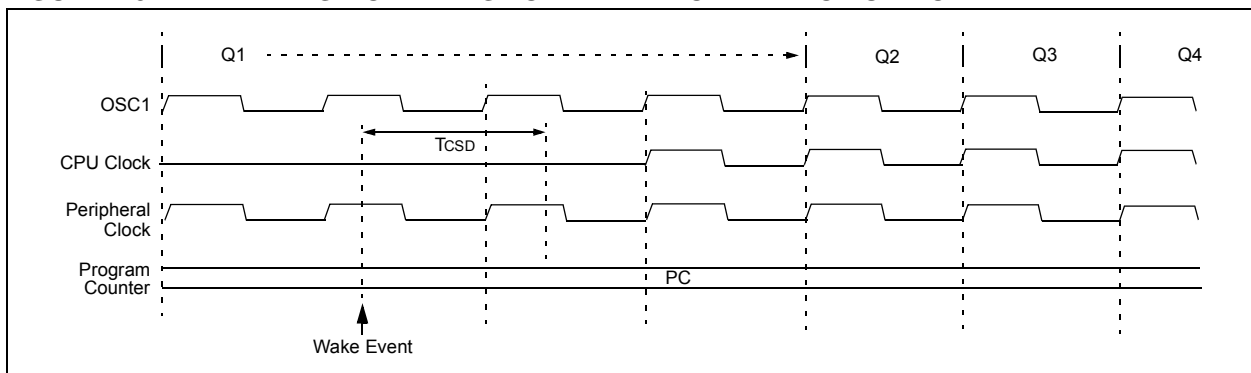 Q1
Q2
Q3
Q4
OSC1
TCSD
CPU Clock
Peripheral
Clock
Program
Counter
PC
Wake Event